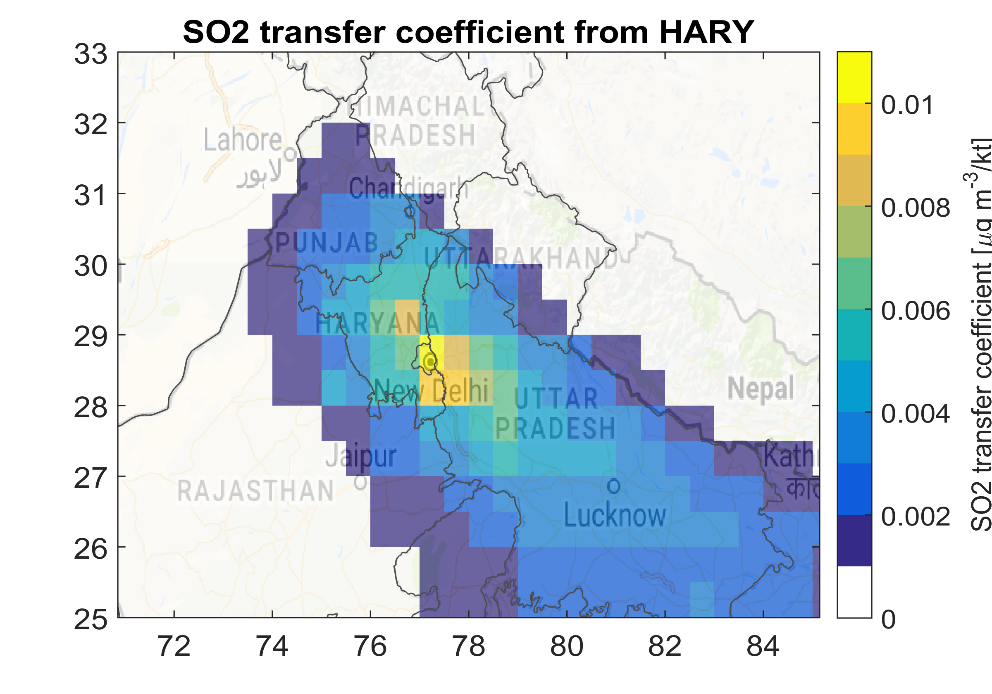 SO2 transfer coefficient from HARY
33
32
31
30
29
28
27
26
25
72
74
76
78
80
82
84
HIMACHAL
PRADESH
Lahore
لاہور
Chandigarh
PUNJAB
UTTARAKHAND
HARYANA
New Delhi
UTTAR
PRADESH
Nepal
Jaipur
RAJASTHAN
Lucknow
Kath
0.01
0.008
0.006
0.004
0.002
0
SO2 transfer coefficient [μg m⁻³/kt]